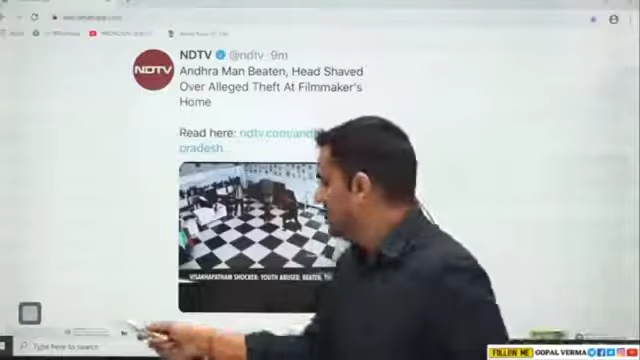 NDTV @ndtv 9m
NDTV
Andhra Man Beaten, Head Shaved
Over Alleged Theft At Filmmaker's
Home
Read here: ndtv.com/andh
pradesh...
VISAKHAPATNAM SHOCKER: YOUTH ABUSED, BEATEN,
Type here to search
FOLLOW ME GOPAL VERMA